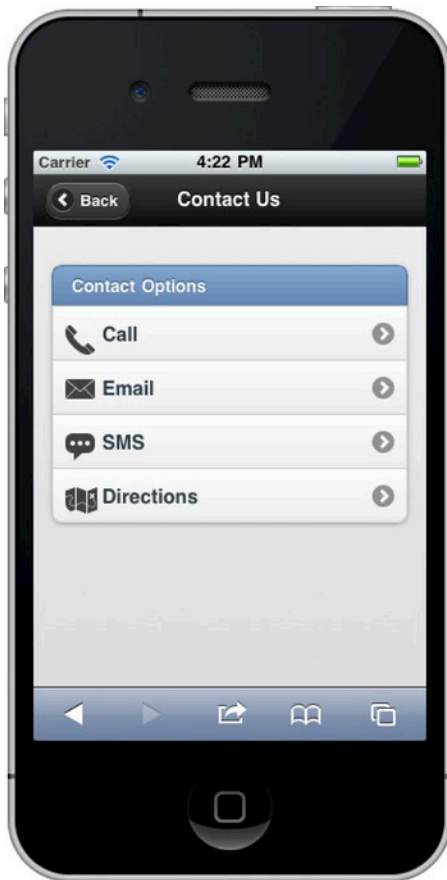 Carrier 4:22 PM
Back Contact Us
Contact Options
Call
Email
SMS
Directions